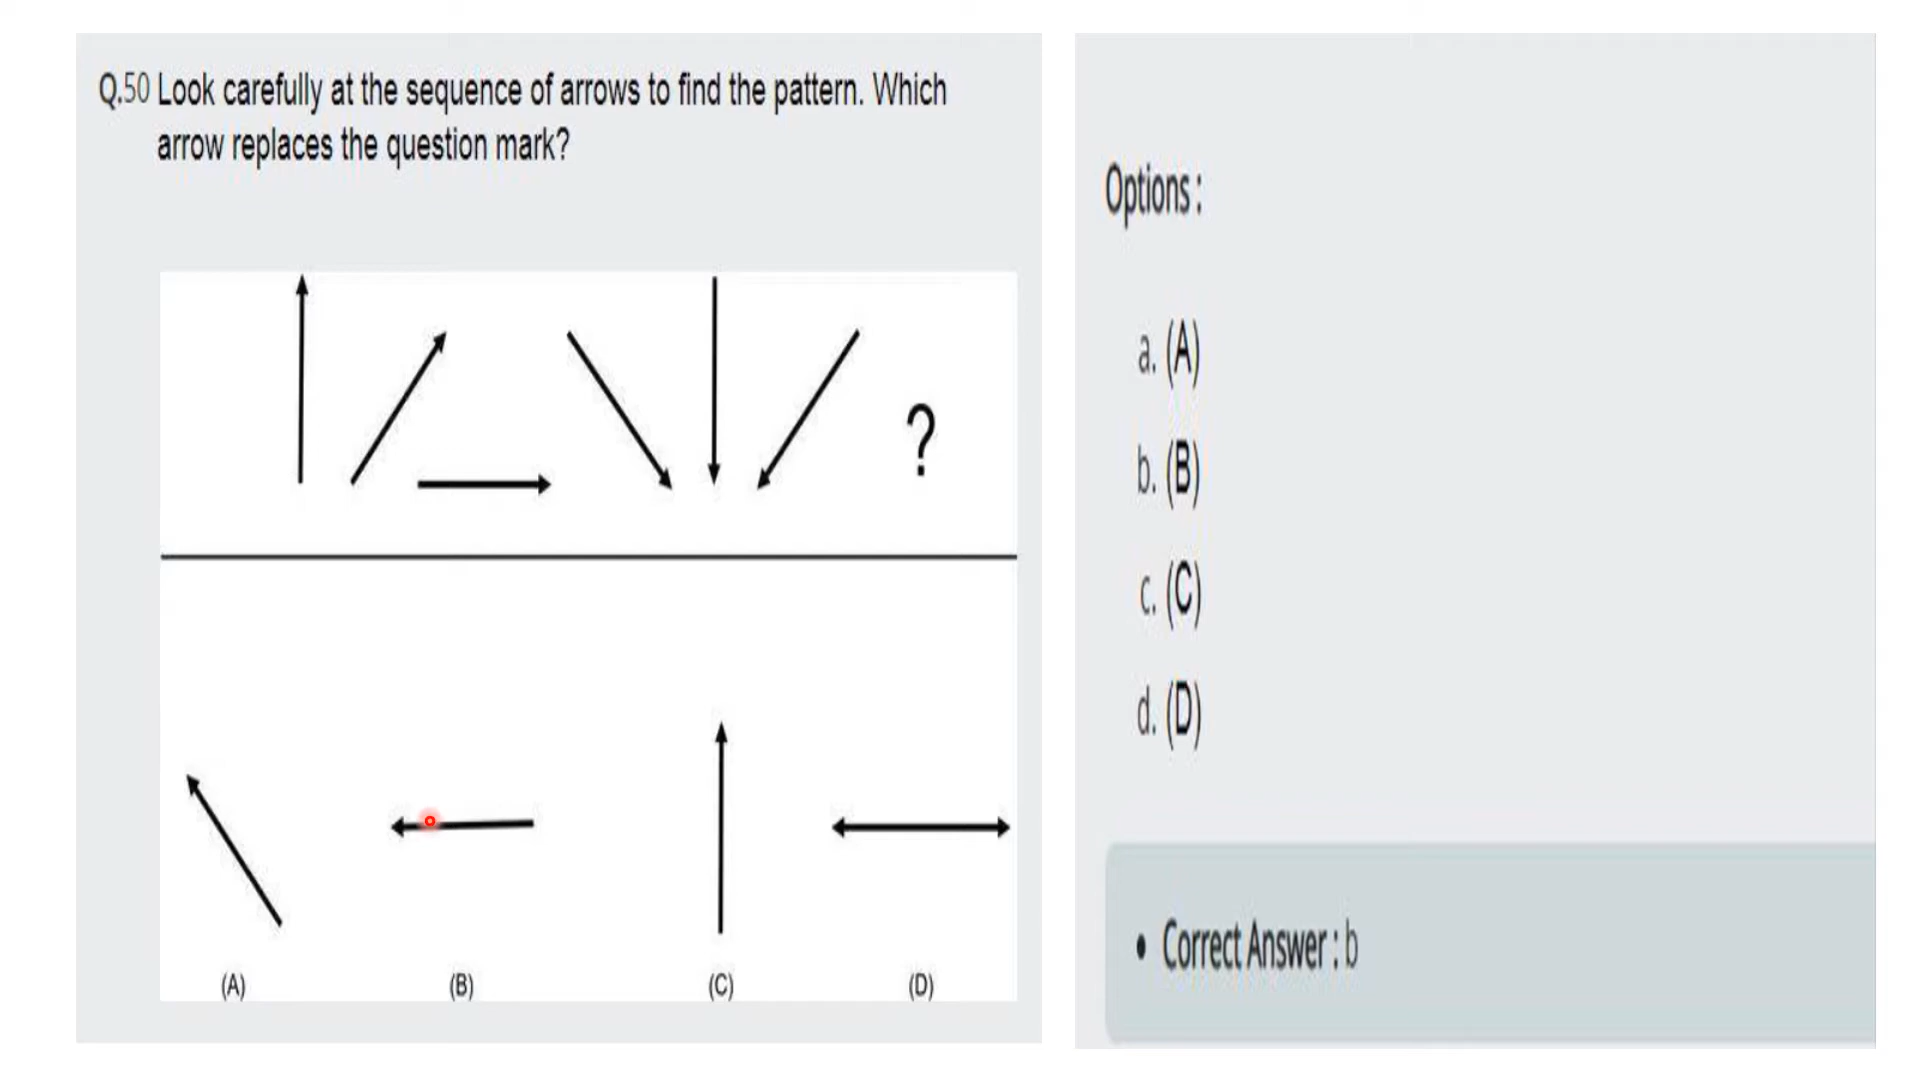 Q.50 Look carefully at the sequence of arrows to find the pattern. Which
arrow replaces the question mark?
?
(A) (B) (C) (D)
Options :
a. (A)
b. (B)
c. (C)
d. (D)
• Correct Answer : b